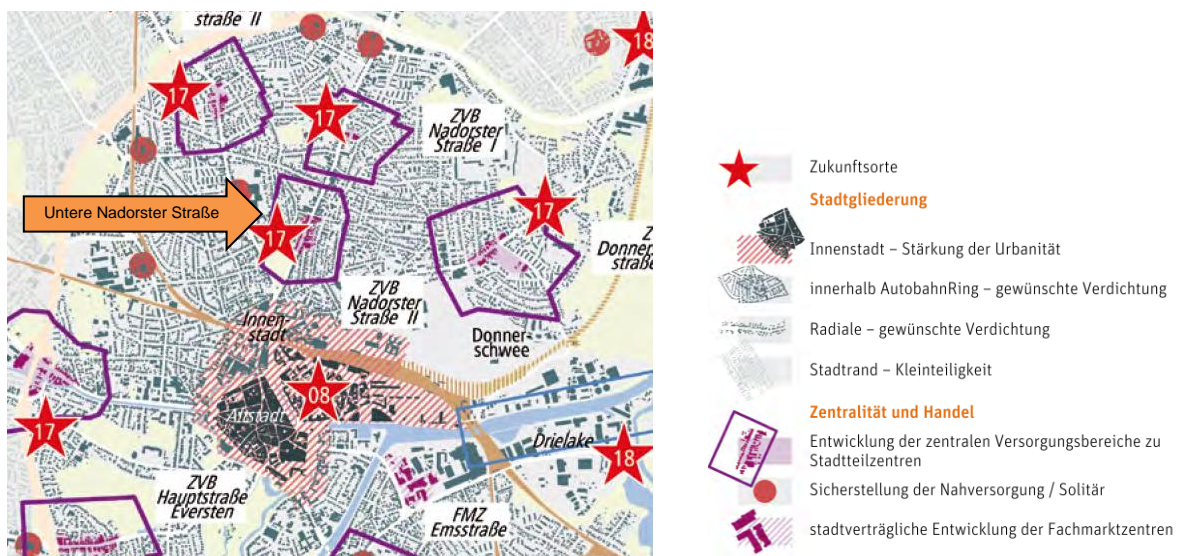 straße II
18
17
17
ZVB
Nadorster
Straße I
Untere Nadorster Straße
17
17
Z
Donner
straße
ZVB
Nadorster
Straße II
Innen-
stadt
Donner-
schwee
08
Altstadt
17
Drielake
18
ZVB
Hauptstraße
Eversten
FMZ
Emsstraße
Zukunftsorte
Stadtgliederung
Innenstadt – Stärkung der Urbanität
innerhalb AutobahnRing – gewünschte Verdichtung
Radiale – gewünschte Verdichtung
Stadtrand – Kleinteiligkeit
Zentralität und Handel
Entwicklung der zentralen Versorgungsbereiche zu
Stadtteilzentren
Sicherstellung der Nahversorgung / Solitär
stadtverträgliche Entwicklung der Fachmarktzentren